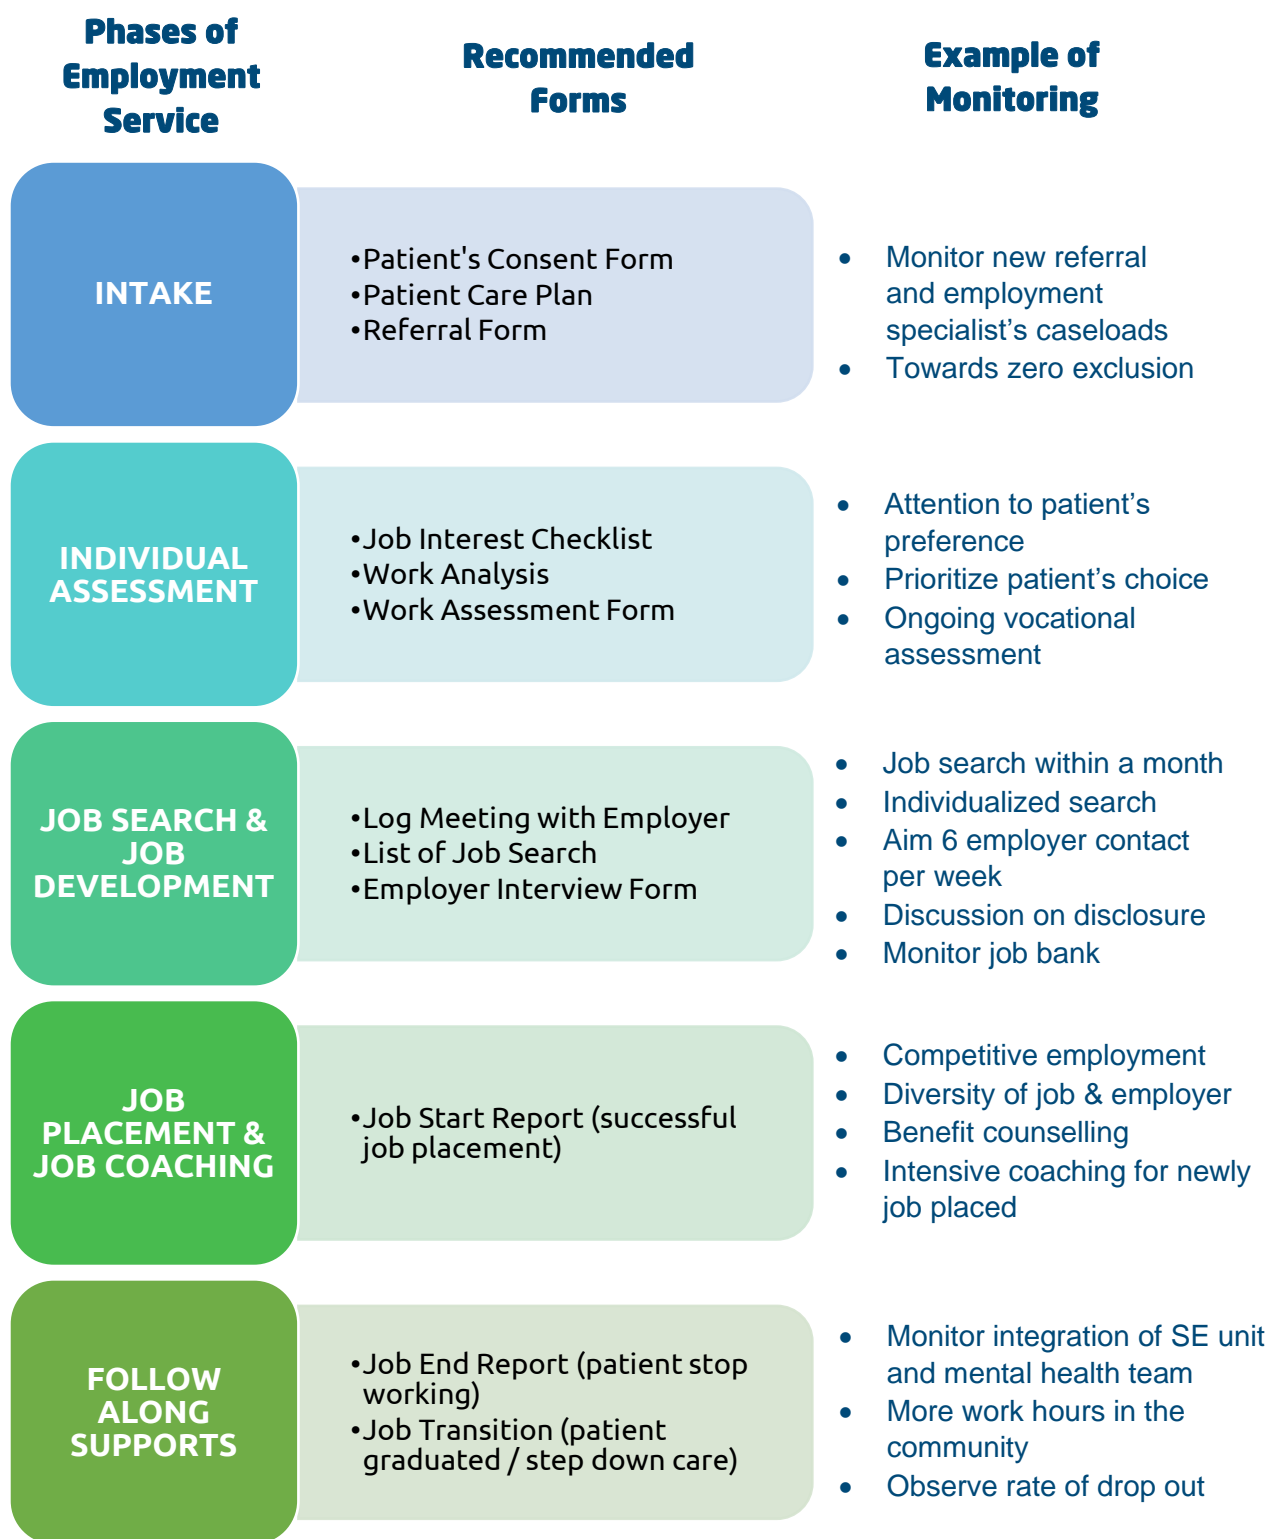 Phases of
Employment
Service
Recommended
Forms
Example of
Monitoring
INTAKE
•Patient's Consent Form
•Patient Care Plan
•Referral Form
• Monitor new referral
and employment
specialist’s caseloads
• Towards zero exclusion
INDIVIDUAL
ASSESSMENT
•Job Interest Checklist
•Work Analysis
•Work Assessment Form
• Attention to patient’s
preference
• Prioritize patient’s choice
• Ongoing vocational
assessment
JOB SEARCH &
JOB
DEVELOPMENT
•Log Meeting with Employer
•List of Job Search
•Employer Interview Form
• Job search within a month
• Individualized search
• Aim 6 employer contact
per week
• Discussion on disclosure
• Monitor job bank
JOB
PLACEMENT &
JOB COACHING
•Job Start Report (successful
job placement)
• Competitive employment
• Diversity of job & employer
• Benefit counselling
• Intensive coaching for newly
job placed
FOLLOW
ALONG
SUPPORTS
•Job End Report (patient stop
working)
•Job Transition (patient
graduated / step down care)
• Monitor integration of SE unit
and mental health team
• More work hours in the
community
• Observe rate of drop out